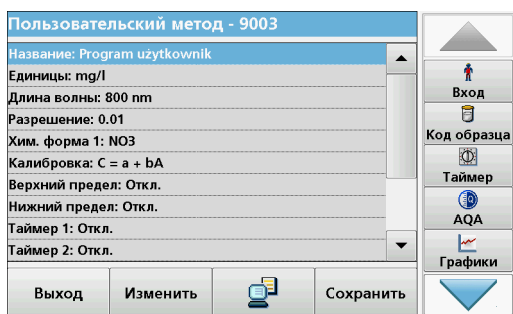 Пользовательский метод - 9003
Название: Program użytkownik
Единицы: mg/l
Длина волны: 800 nm
Разрешение: 0.01
Хим. форма 1: NO3
Калибровка: C = a + bA
Верхний предел: Откл.
Нижний предел: Откл.
Таймер 1: Откл.
Таймер 2: Откл.
Выход
Изменить
Сохранить
Вход
Код образца
Таймер
AQA
Графики